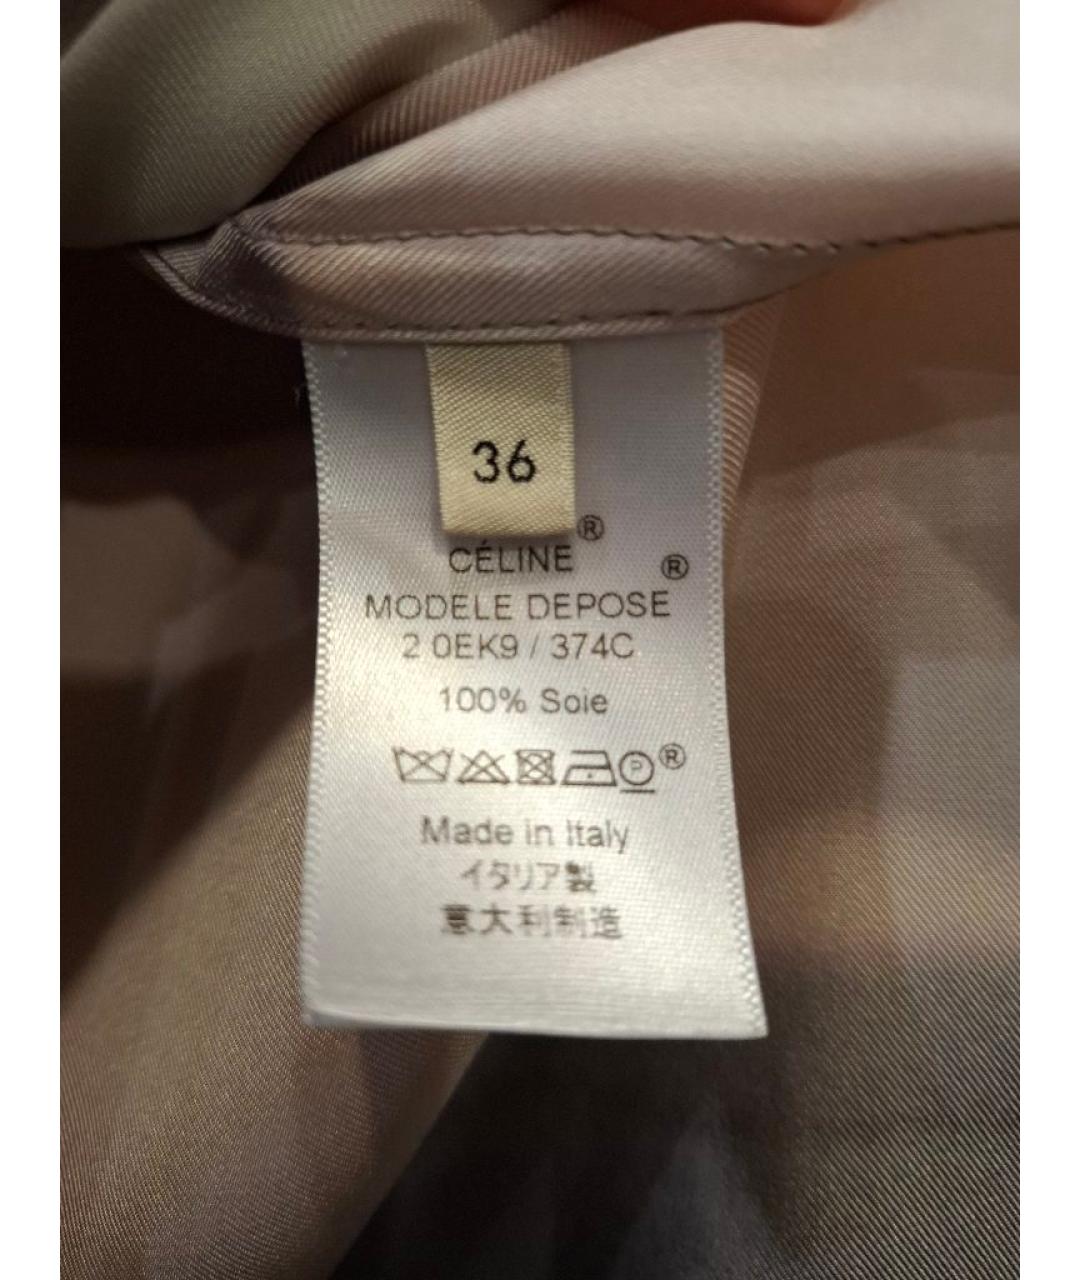 36
CÉLINE®
MODELE DEPOSE®
2 0EK9 / 374C
100% Soie
P ®
Made in Italy
イタリア製
意大利制造